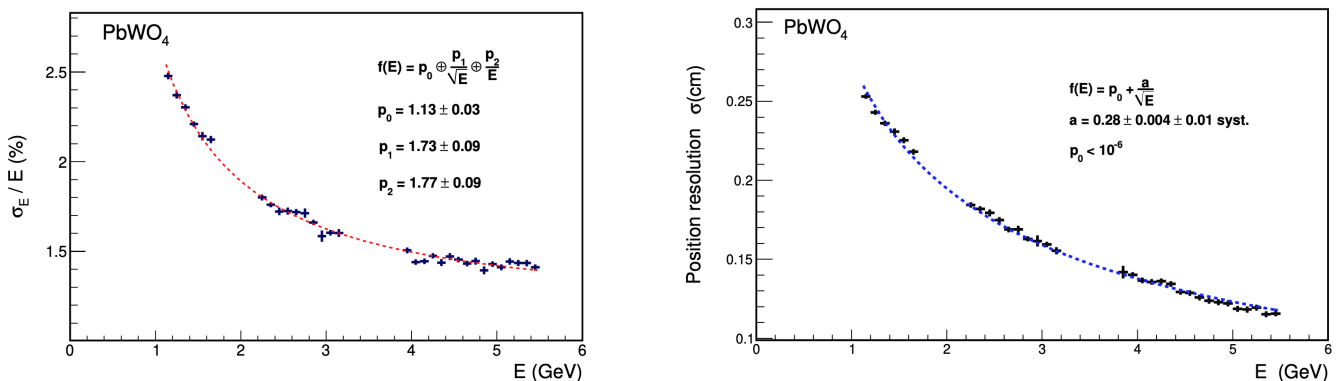 PbWO₄
f(E) = p₀ ⊕ p₁/√E ⊕ p₂/E
p₀ = 1.13 ± 0.03
p₁ = 1.73 ± 0.09
p₂ = 1.77 ± 0.09
σ_E / E (%)
2.5
2
1.5
0 1 2 3 4 5 6
E (GeV)
PbWO₄
f(E) = p₀ + a/√E
a = 0.28 ± 0.004 ± 0.01 syst.
p₀ < 10⁻⁶
Position resolution σ(cm)
0.3
0.25
0.2
0.15
0.1
0 1 2 3 4 5 6
E (GeV)